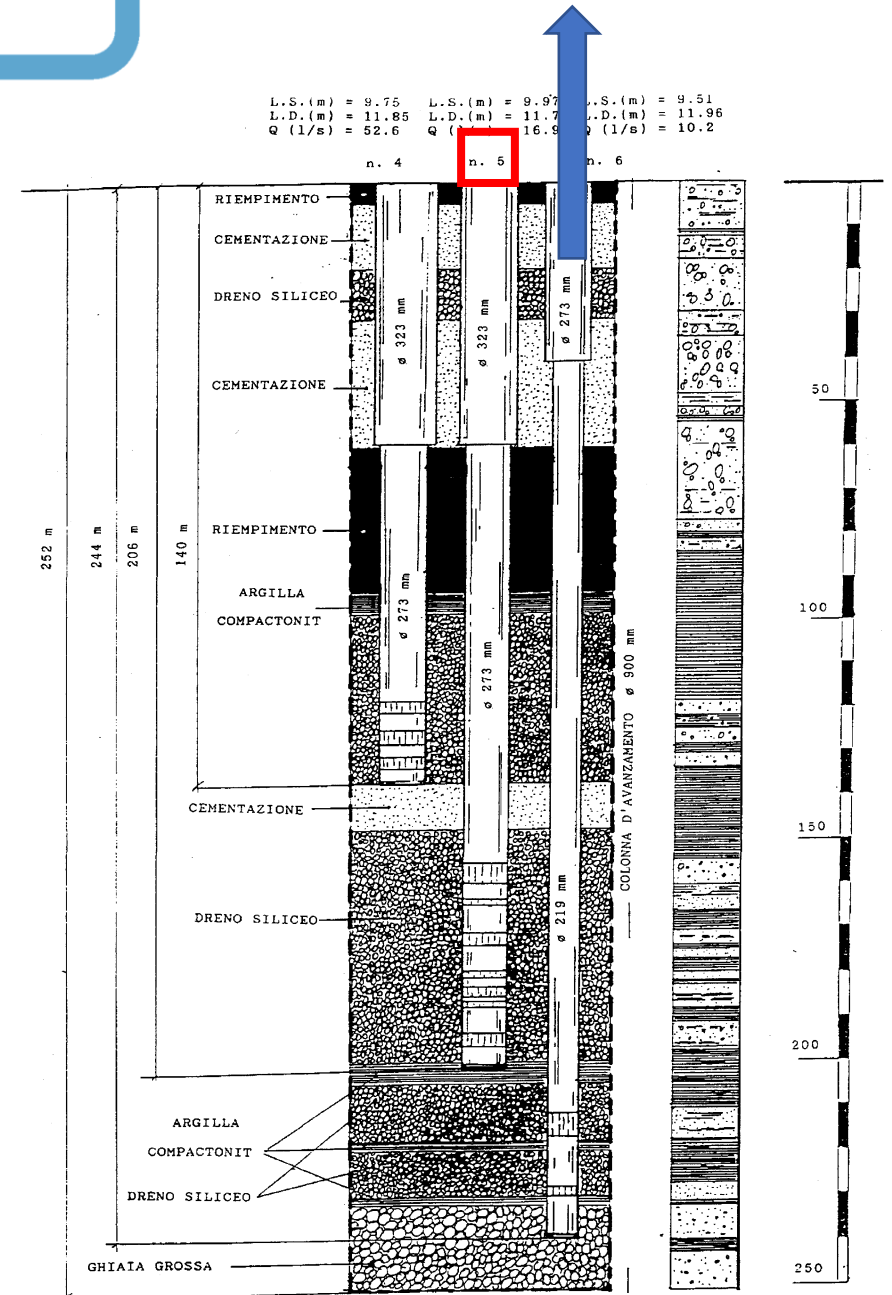 L.S.(m) = 9.75 L.S.(m) = 9.97 L.S.(m) = 9.51
L.D.(m) = 11.85 L.D.(m) = 11.7 L.D.(m) = 11.96
Q (l/s) = 52.6 Q 16.9 Q (l/s) = 10.2
n. 4 n. 5 n. 6
RIEMPIMENTO
CEMENTAZIONE
DRENO SILICEO
ø 323 mm
ø 323 mm
ø 273 mm
CEMENTAZIONE
50
RIEMPIMENTO
252 m
244 m
206 m
140 m
ARGILLA
COMPACTONIT
ø 273 mm
100
ø 273 mm
COLONNA D'AVANZAMENTO ø 900 mm
CEMENTAZIONE
150
DRENO SILICEO
ø 219 mm
200
ARGILLA
COMPACTONIT
DRENO SILICEO
GHIAIA GROSSA
250